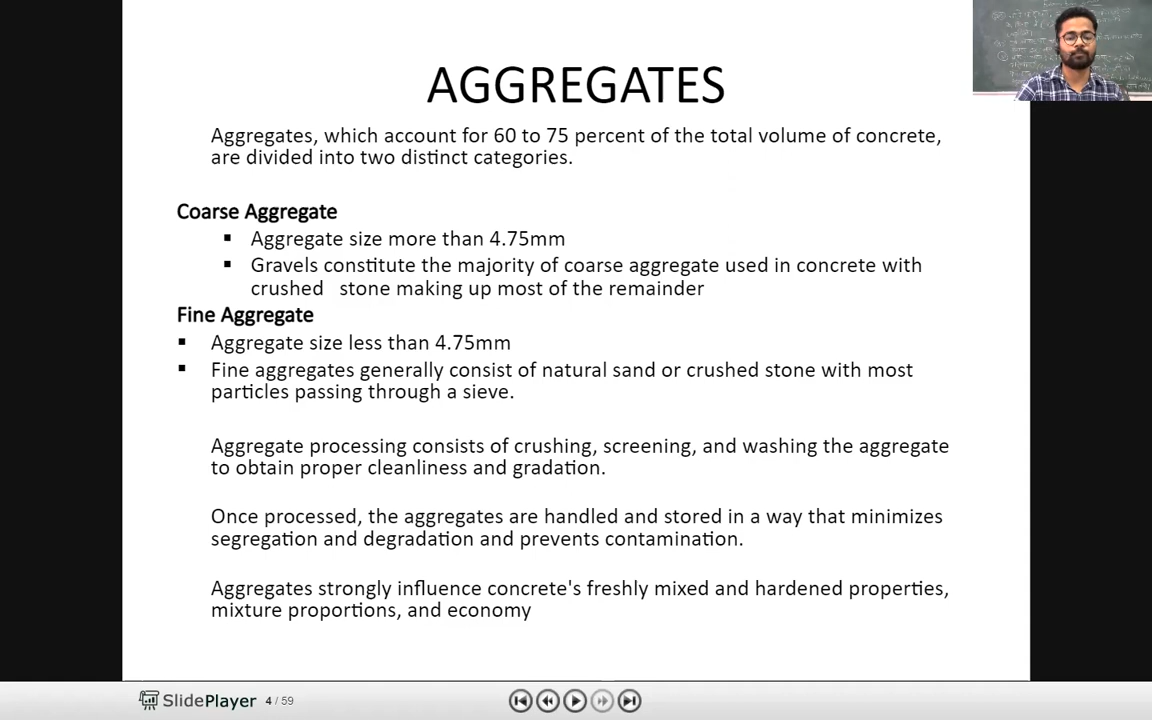 AGGREGATES
Aggregates, which account for 60 to 75 percent of the total volume of concrete,
are divided into two distinct categories.
Coarse Aggregate
▪ Aggregate size more than 4.75mm
▪ Gravels constitute the majority of coarse aggregate used in concrete with
crushed stone making up most of the remainder
Fine Aggregate
▪ Aggregate size less than 4.75mm
▪ Fine aggregates generally consist of natural sand or crushed stone with most
particles passing through a sieve.
Aggregate processing consists of crushing, screening, and washing the aggregate
to obtain proper cleanliness and gradation.
Once processed, the aggregates are handled and stored in a way that minimizes
segregation and degradation and prevents contamination.
Aggregates strongly influence concrete's freshly mixed and hardened properties,
mixture proportions, and economy
SlidePlayer 4 / 59